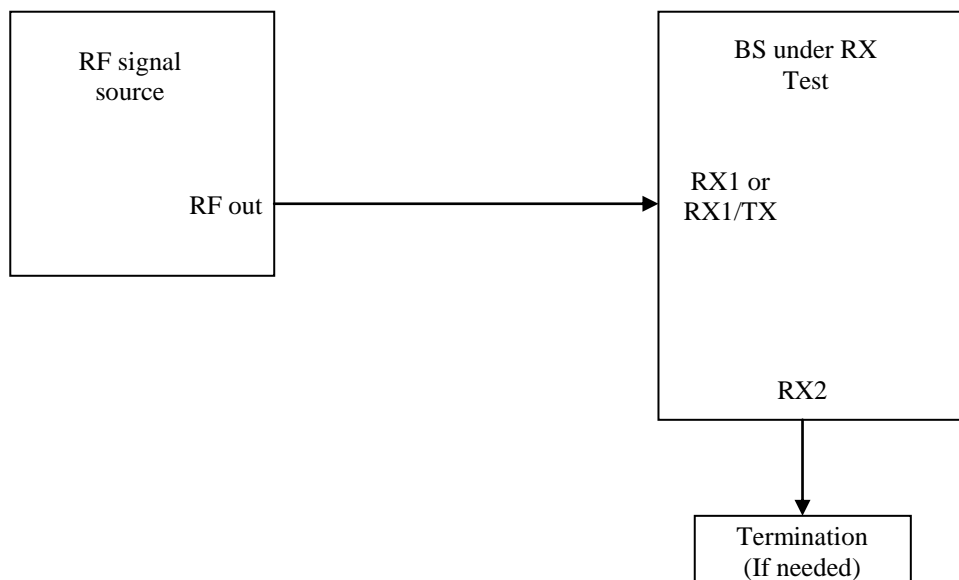 RF signal
source
RF out
BS under RX
Test
RX1 or
RX1/TX
RX2
Termination
(If needed)